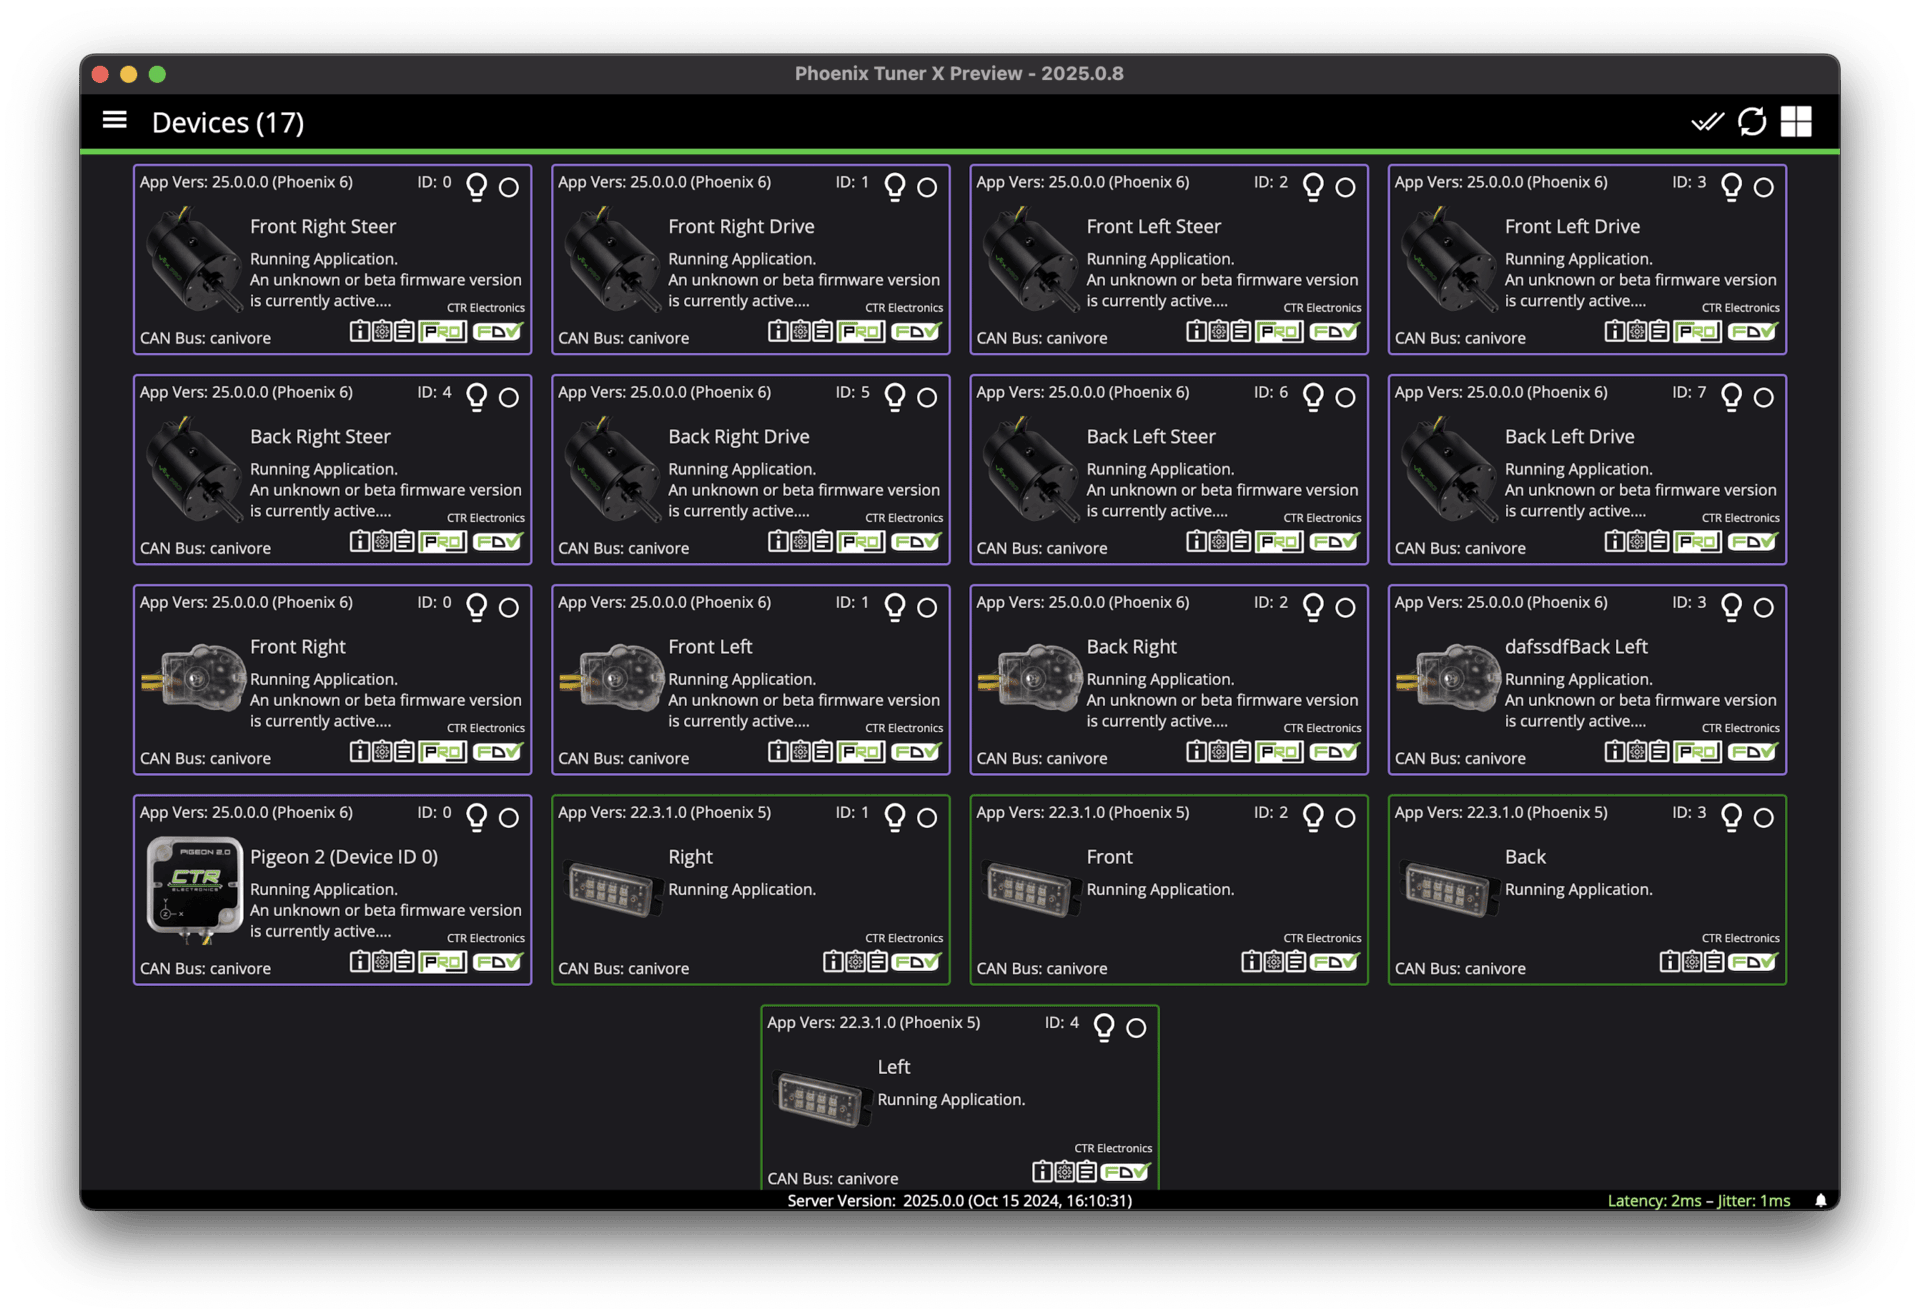 Phoenix Tuner X Preview - 2025.0.8
Devices (17)
App Vers: 25.0.0.0 (Phoenix 6) ID: 0
Front Right Steer
Running Application.
An unknown or beta firmware version
is currently active....
CTR Electronics
CAN Bus: canivore PRO FDV
App Vers: 25.0.0.0 (Phoenix 6) ID: 1
Front Right Drive
Running Application.
An unknown or beta firmware version
is currently active....
CTR Electronics
CAN Bus: canivore PRO FDV
App Vers: 25.0.0.0 (Phoenix 6) ID: 2
Front Left Steer
Running Application.
An unknown or beta firmware version
is currently active....
CTR Electronics
CAN Bus: canivore PRO FDV
App Vers: 25.0.0.0 (Phoenix 6) ID: 3
Front Left Drive
Running Application.
An unknown or beta firmware version
is currently active....
CTR Electronics
CAN Bus: canivore PRO FDV
App Vers: 25.0.0.0 (Phoenix 6) ID: 4
Back Right Steer
Running Application.
An unknown or beta firmware version
is currently active....
CTR Electronics
CAN Bus: canivore PRO FDV
App Vers: 25.0.0.0 (Phoenix 6) ID: 5
Back Right Drive
Running Application.
An unknown or beta firmware version
is currently active....
CTR Electronics
CAN Bus: canivore PRO FDV
App Vers: 25.0.0.0 (Phoenix 6) ID: 6
Back Left Steer
Running Application.
An unknown or beta firmware version
is currently active....
CTR Electronics
CAN Bus: canivore PRO FDV
App Vers: 25.0.0.0 (Phoenix 6) ID: 7
Back Left Drive
Running Application.
An unknown or beta firmware version
is currently active....
CTR Electronics
CAN Bus: canivore PRO FDV
App Vers: 25.0.0.0 (Phoenix 6) ID: 0
Front Right
Running Application.
An unknown or beta firmware version
is currently active....
CTR Electronics
CAN Bus: canivore PRO FDV
App Vers: 25.0.0.0 (Phoenix 6) ID: 1
Front Left
Running Application.
An unknown or beta firmware version
is currently active....
CTR Electronics
CAN Bus: canivore PRO FDV
App Vers: 25.0.0.0 (Phoenix 6) ID: 2
Back Right
Running Application.
An unknown or beta firmware version
is currently active....
CTR Electronics
CAN Bus: canivore PRO FDV
App Vers: 25.0.0.0 (Phoenix 6) ID: 3
dafssdfBack Left
Running Application.
An unknown or beta firmware version
is currently active....
CTR Electronics
CAN Bus: canivore PRO FDV
App Vers: 25.0.0.0 (Phoenix 6) ID: 0
PIGEON 2.0
CTR
ELECTRONICS
Y
Z X
Pigeon 2 (Device ID 0)
Running Application.
An unknown or beta firmware version
is currently active....
CTR Electronics
CAN Bus: canivore PRO FDV
App Vers: 22.3.1.0 (Phoenix 5) ID: 1
Right
Running Application.
CTR Electronics
CAN Bus: canivore FDV
App Vers: 22.3.1.0 (Phoenix 5) ID: 2
Front
Running Application.
CTR Electronics
CAN Bus: canivore FDV
App Vers: 22.3.1.0 (Phoenix 5) ID: 3
Back
Running Application.
CTR Electronics
CAN Bus: canivore FDV
App Vers: 22.3.1.0 (Phoenix 5) ID: 4
Left
Running Application.
CTR Electronics
CAN Bus: canivore FDV
Server Version: 2025.0.0 (Oct 15 2024, 16:10:31)
Latency: 2ms – Jitter: 1ms